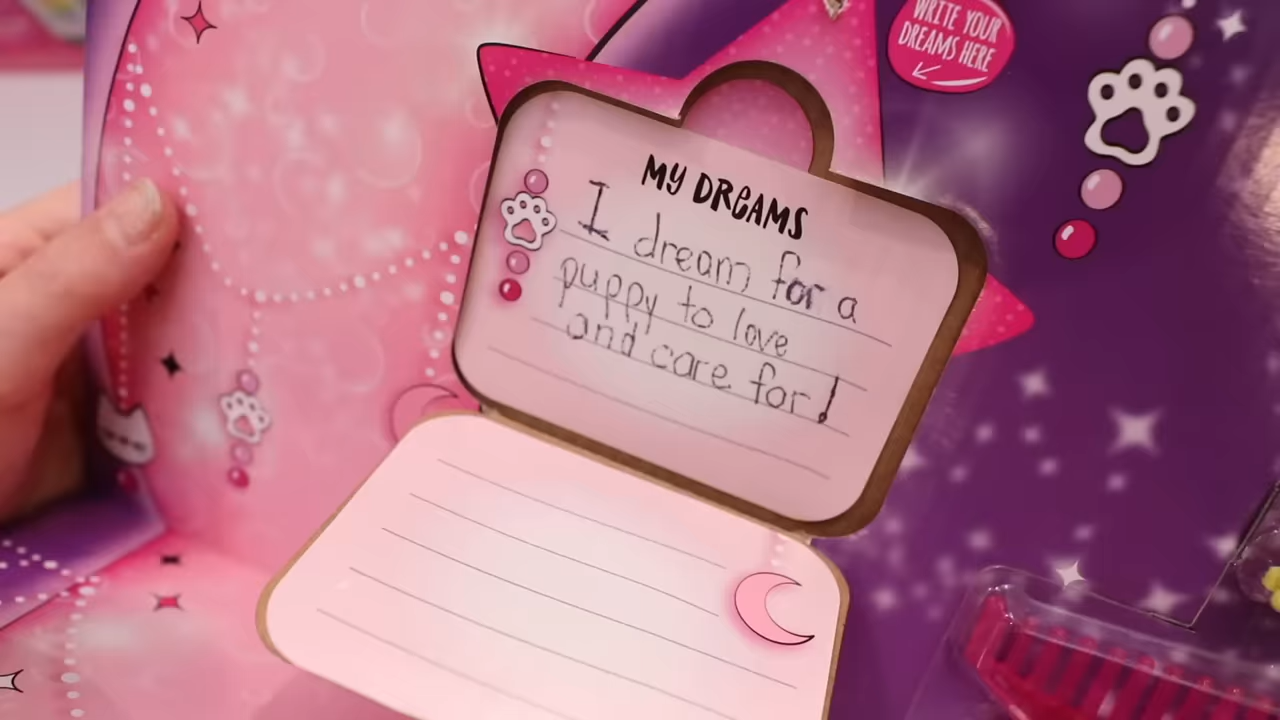 WRITE YOUR
DREAMS HERE
MY DREAMS
I dream for a
puppy to love
and care for!